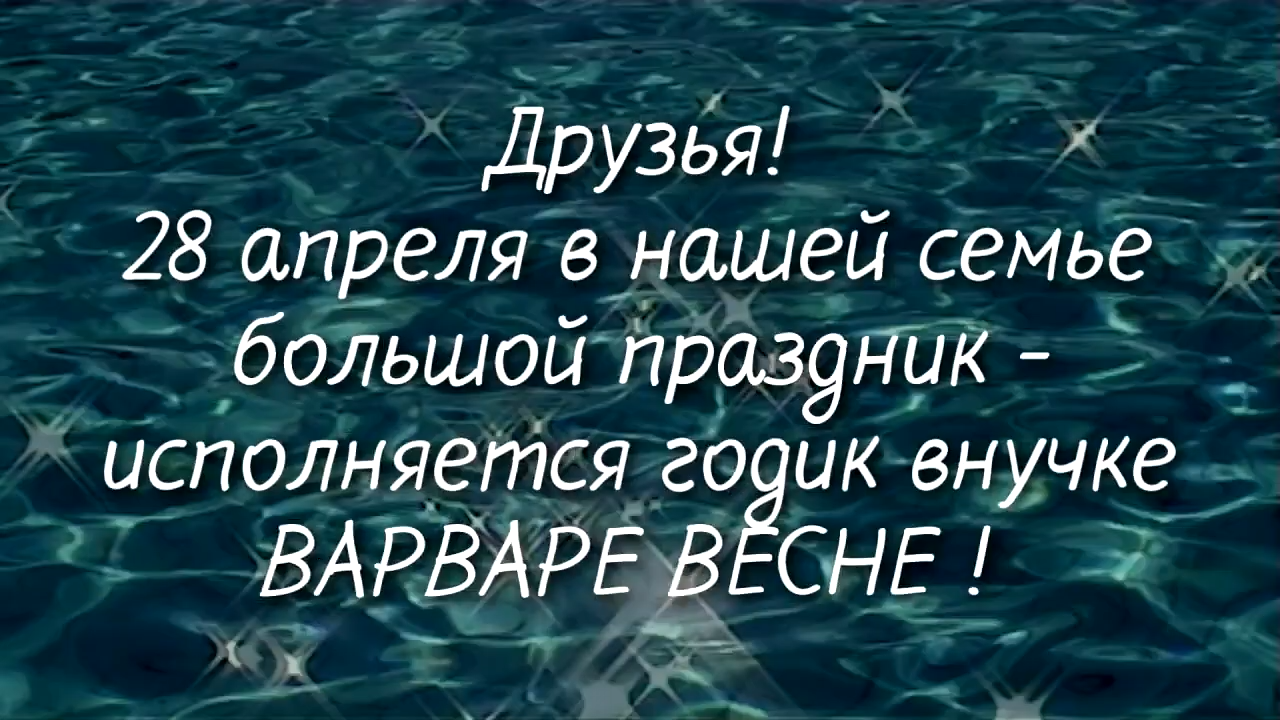 Друзья!
28 апреля в нашей семье
большой праздник -
исполняется годик внучке
ВАРВАРЕ ВЕСНЕ !